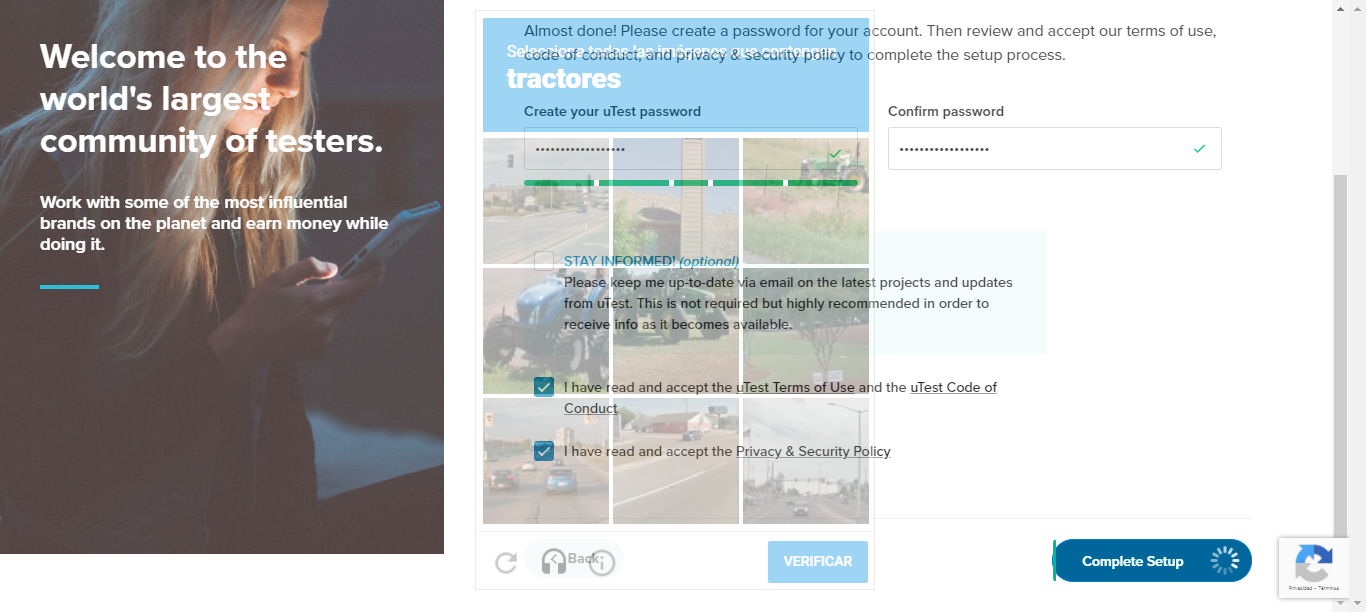 Welcome to the
world's largest
community of testers.
Work with some of the most influential
brands on the planet and earn money while
doing it.
Almost done! Please create a password for your account. Then review and accept our terms of use,
code of conduct, and privacy & security policy to complete the setup process.
Selecciona todas las imágenes que contengan
tractores
Create your uTest password
Confirm password
STAY INFORMED! (optional)
Please keep me up-to-date via email on the latest projects and updates
from uTest. This is not required but highly recommended in order to
receive info as it becomes available.
I have read and accept the uTest Terms of Use and the uTest Code of
Conduct
I have read and accept the Privacy & Security Policy
Back
VERIFICAR
Complete Setup
Privacidad - Términos